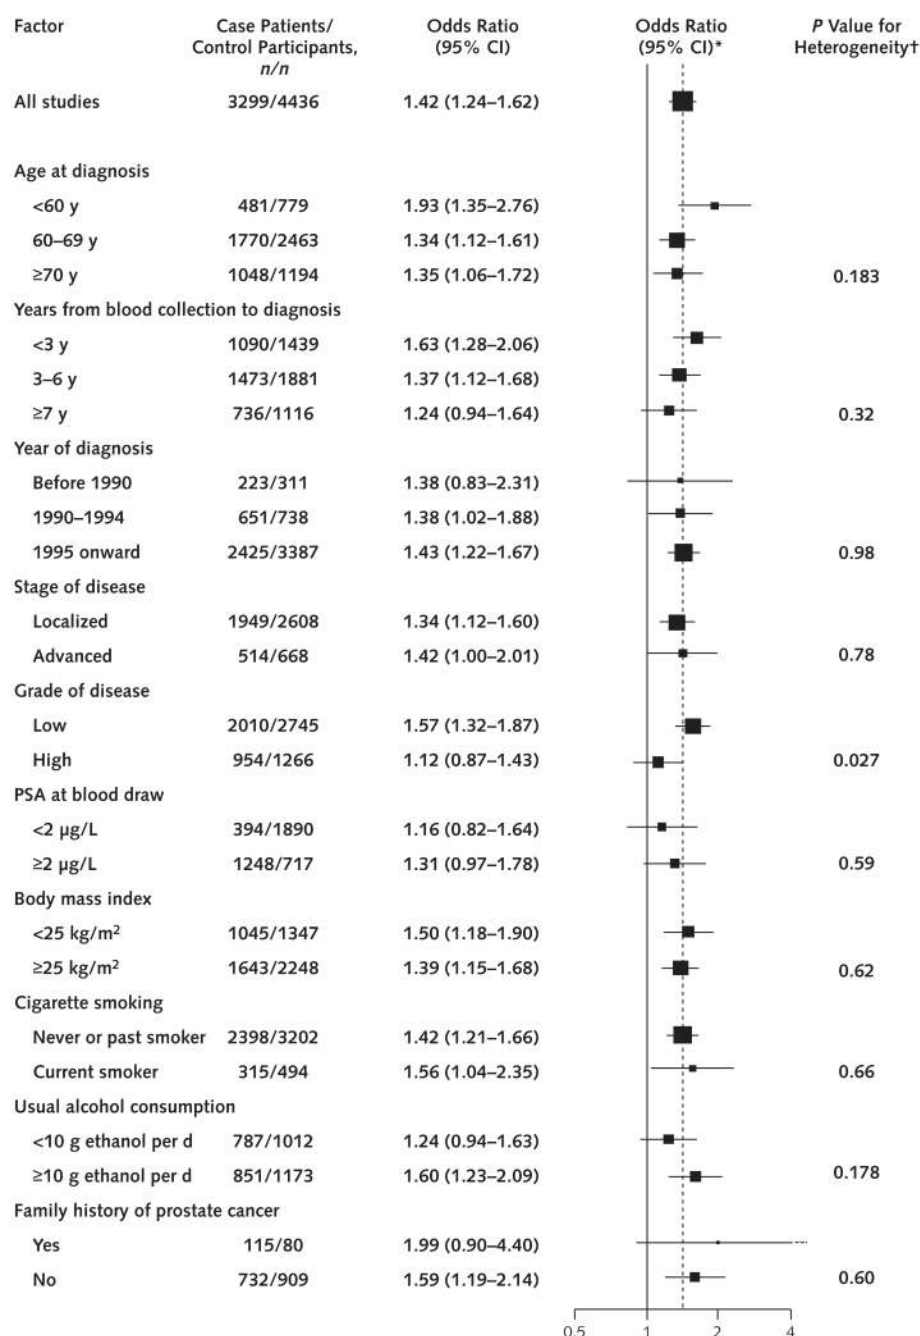 Factor Case Patients/ Odds Ratio Odds Ratio P Value for
Control Participants, (95% CI) (95% CI)* Heterogeneity†
n/n
All studies 3299/4436 1.42 (1.24–1.62)
Age at diagnosis
<60 y 481/779 1.93 (1.35–2.76)
60–69 y 1770/2463 1.34 (1.12–1.61)
≥70 y 1048/1194 1.35 (1.06–1.72) 0.183
Years from blood collection to diagnosis
<3 y 1090/1439 1.63 (1.28–2.06)
3–6 y 1473/1881 1.37 (1.12–1.68)
≥7 y 736/1116 1.24 (0.94–1.64) 0.32
Year of diagnosis
Before 1990 223/311 1.38 (0.83–2.31)
1990–1994 651/738 1.38 (1.02–1.88)
1995 onward 2425/3387 1.43 (1.22–1.67) 0.98
Stage of disease
Localized 1949/2608 1.34 (1.12–1.60)
Advanced 514/668 1.42 (1.00–2.01) 0.78
Grade of disease
Low 2010/2745 1.57 (1.32–1.87)
High 954/1266 1.12 (0.87–1.43) 0.027
PSA at blood draw
<2 µg/L 394/1890 1.16 (0.82–1.64)
≥2 µg/L 1248/717 1.31 (0.97–1.78) 0.59
Body mass index
<25 kg/m² 1045/1347 1.50 (1.18–1.90)
≥25 kg/m² 1643/2248 1.39 (1.15–1.68) 0.62
Cigarette smoking
Never or past smoker 2398/3202 1.42 (1.21–1.66)
Current smoker 315/494 1.56 (1.04–2.35) 0.66
Usual alcohol consumption
<10 g ethanol per d 787/1012 1.24 (0.94–1.63)
≥10 g ethanol per d 851/1173 1.60 (1.23–2.09) 0.178
Family history of prostate cancer
Yes 115/80 1.99 (0.90–4.40)
No 732/909 1.59 (1.19–2.14) 0.60
0.5 1 2 4